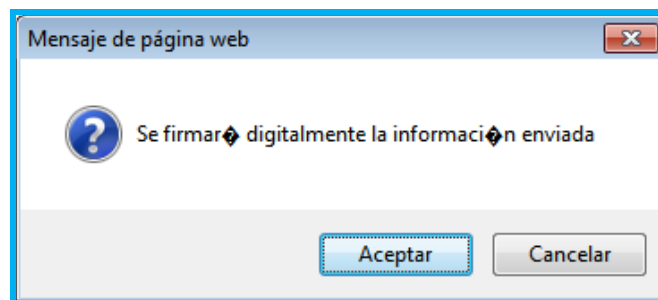 Mensaje de página web
Se firmar� digitalmente la informaci�n enviada
Aceptar
Cancelar